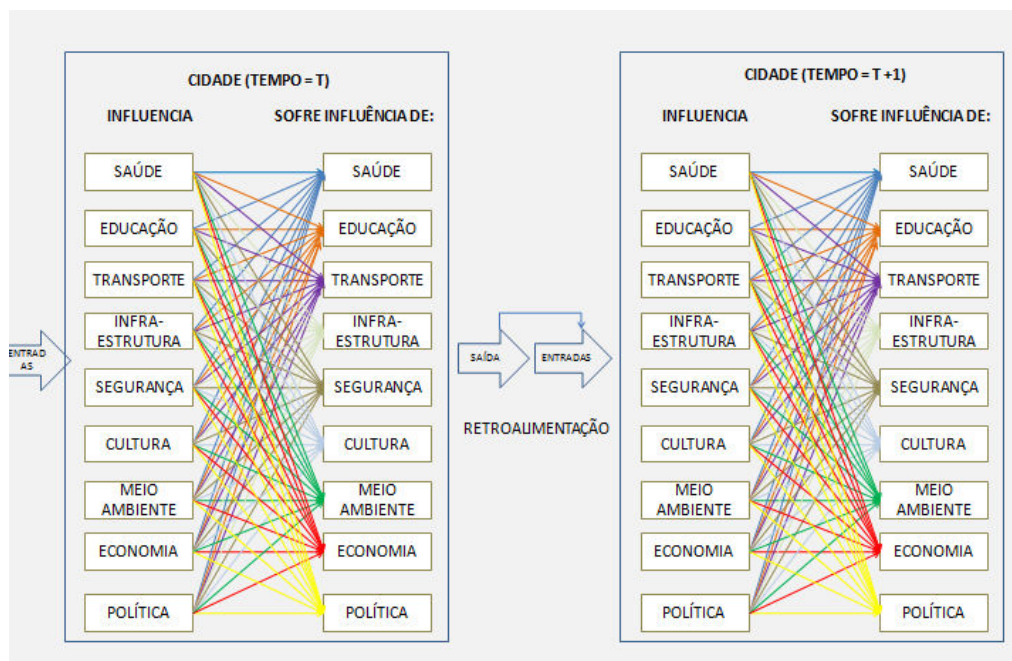 CIDADE (TEMPO = T)
INFLUENCIA
SOFRE INFLUÊNCIA DE:
SAÚDE
SAÚDE
EDUCAÇÃO
EDUCAÇÃO
TRANSPORTE
TRANSPORTE
INFRA-
ESTRUTURA
INFRA-
ESTRUTURA
SEGURANÇA
SEGURANÇA
CULTURA
CULTURA
MEIO
AMBIENTE
MEIO
AMBIENTE
ECONOMIA
ECONOMIA
POLÍTICA
POLÍTICA
ENTRAD
AS
SAÍDA
ENTRADAS
RETROALIMENTAÇÃO
CIDADE (TEMPO = T +1)
INFLUENCIA
SOFRE INFLUÊNCIA DE:
SAÚDE
SAÚDE
EDUCAÇÃO
EDUCAÇÃO
TRANSPORTE
TRANSPORTE
INFRA-
ESTRUTURA
INFRA-
ESTRUTURA
SEGURANÇA
SEGURANÇA
CULTURA
CULTURA
MEIO
AMBIENTE
MEIO
AMBIENTE
ECONOMIA
ECONOMIA
POLÍTICA
POLÍTICA